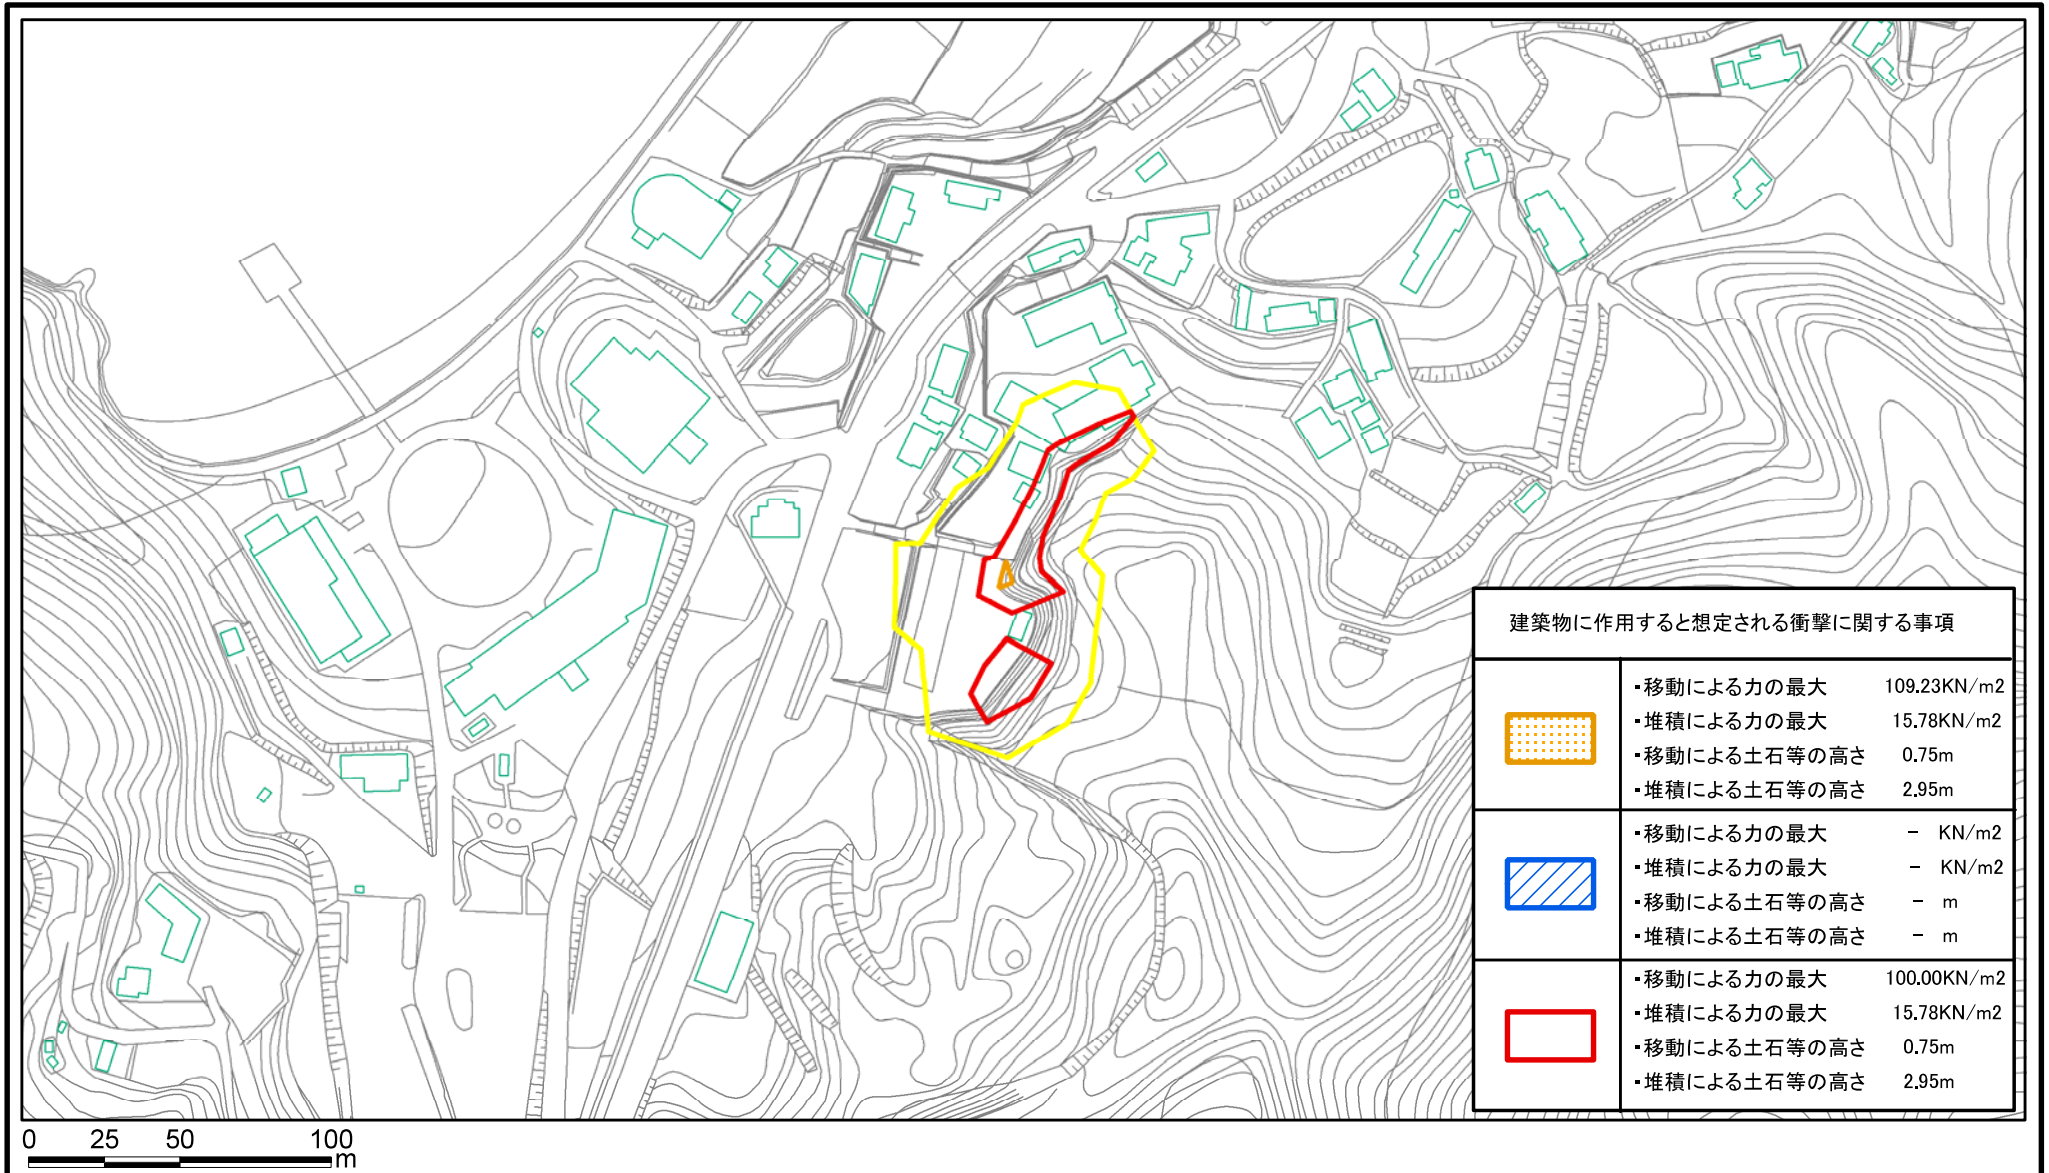 建築物に作用すると想定される衝撃に関する事項
・移動による力の最大 109.23KN/m2
・堆積による力の最大 15.78KN/m2
・移動による土石等の高さ 0.75m
・堆積による土石等の高さ 2.95m
・移動による力の最大 - KN/m2
・堆積による力の最大 - KN/m2
・移動による土石等の高さ - m
・堆積による土石等の高さ - m
・移動による力の最大 100.00KN/m2
・堆積による力の最大 15.78KN/m2
・移動による土石等の高さ 0.75m
・堆積による土石等の高さ 2.95m
0 25 50 100
m